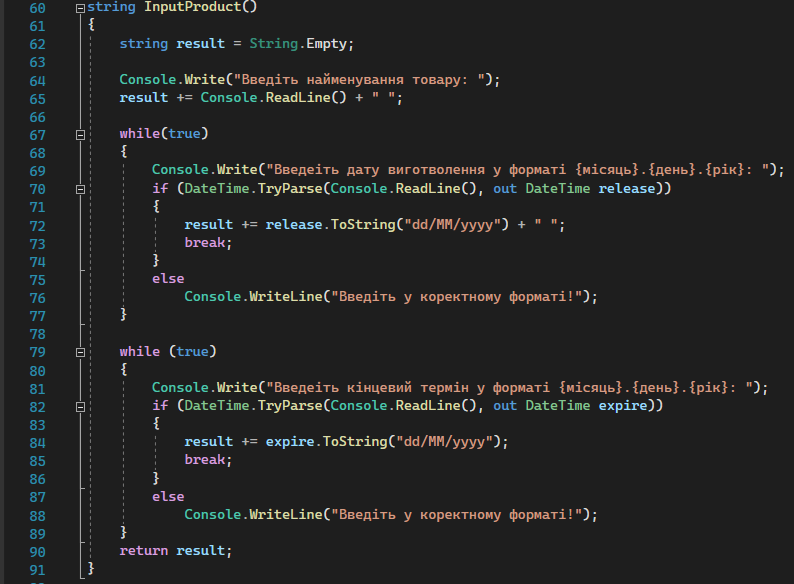 60 string InputProduct()
61 {
62 string result = String.Empty;
63
64 Console.Write("Введіть найменування товару: ");
65 result += Console.ReadLine() + " ";
66
67 while(true)
68 {
69 Console.Write("Введеіть дату виготволення у форматі {місяць}.{день}.{рік}: ");
70 if (DateTime.TryParse(Console.ReadLine(), out DateTime release))
71 {
72 result += release.ToString("dd/MM/yyyy") + " ";
73 break;
74 }
75 else
76 Console.WriteLine("Введіть у коректному форматі!");
77 }
78
79 while (true)
80 {
81 Console.Write("Введеіть кінцевий термін у форматі {місяць}.{день}.{рік}: ");
82 if (DateTime.TryParse(Console.ReadLine(), out DateTime expire))
83 {
84 result += expire.ToString("dd/MM/yyyy");
85 break;
86 }
87 else
88 Console.WriteLine("Введіть у коректному форматі!");
89 }
90 return result;
91 }